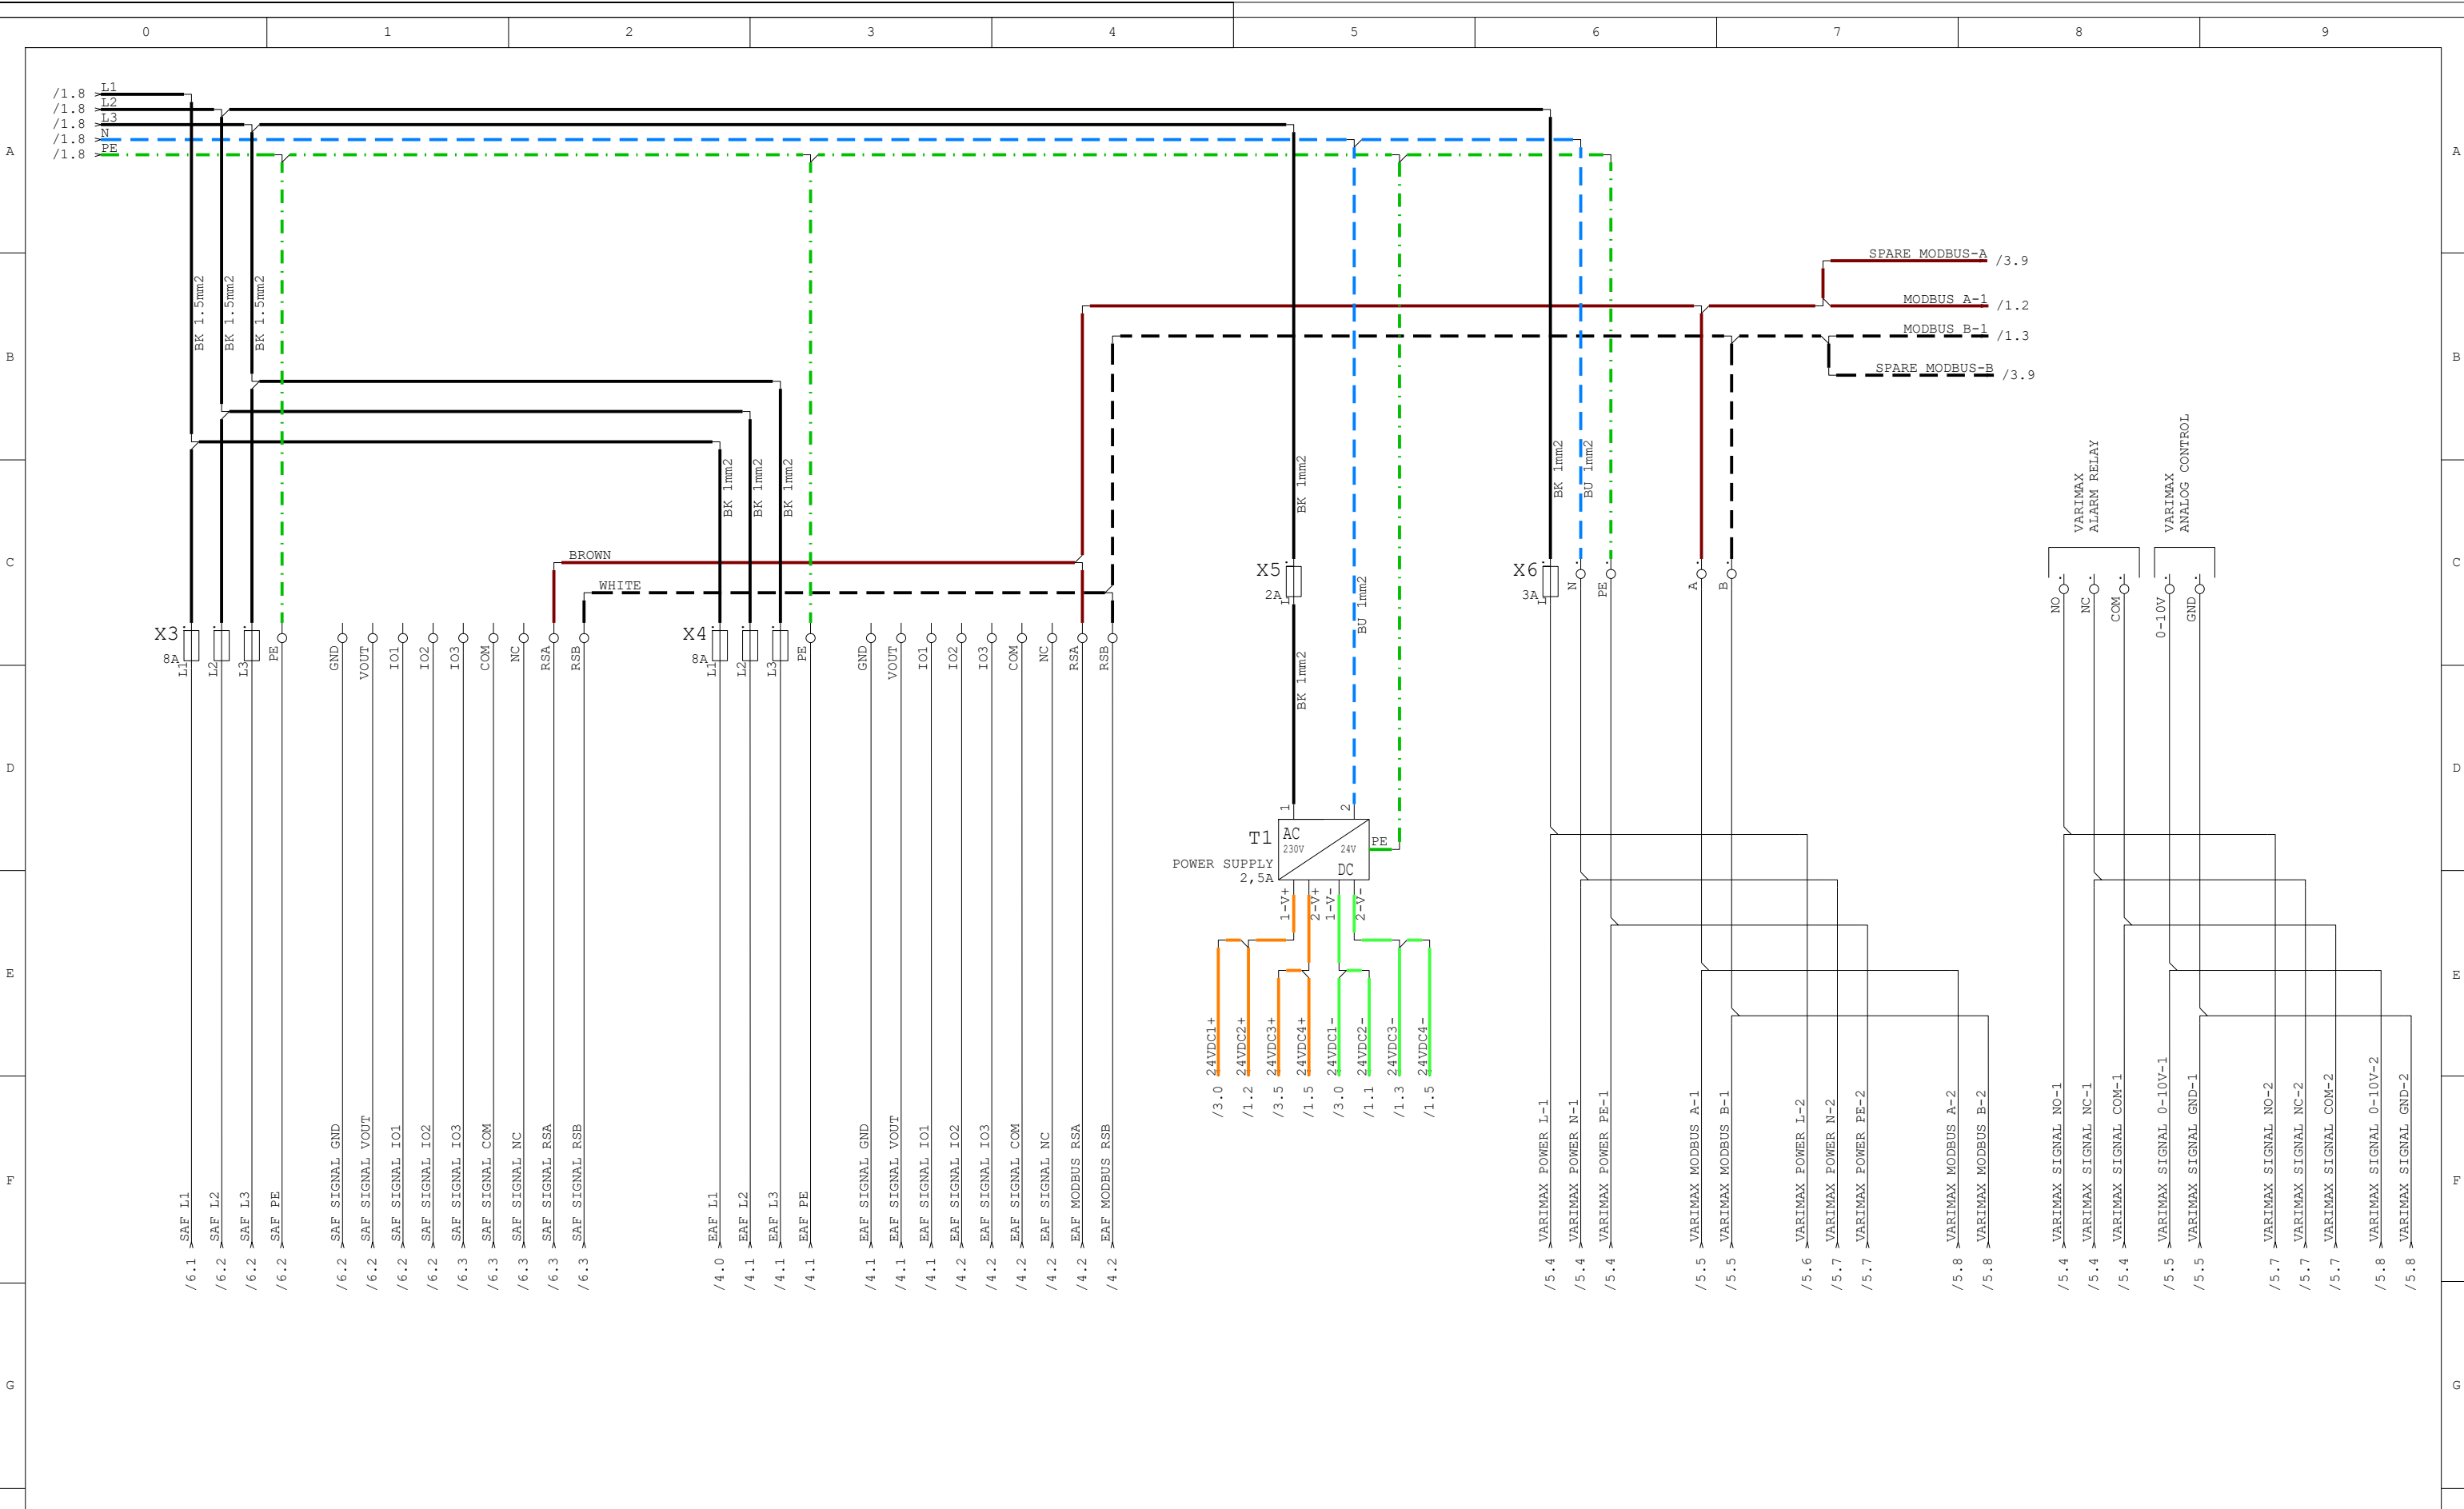 0 1 2 3 4 5 6 7 8 9
/1.8 L1
/1.8 L2
/1.8 L3
/1.8 N
/1.8 PE
A A
SPARE MODBUS-A /3.9
MODBUS A-1 /1.2
MODBUS B-1 /1.3
SPARE MODBUS-B /3.9
BK 1.5mm2
BK 1.5mm2
BK 1.5mm2
B B
BK 1mm2
BK 1mm2
BK 1mm2
BK 1mm2
BU 1mm2
BK 1mm2
BU 1mm2
VARIMAX
ALARM RELAY
VARIMAX
ANALOG CONTROL
C C
BROWN
WHITE
X3
8A
L1
L2
L3
PE
GND
VOUT
IO1
IO2
IO3
COM
NC
RSA
RSB
X4
8A
L1
L2
L3
PE
GND
VOUT
IO1
IO2
IO3
COM
NC
RSA
RSB
X5
2A
L
X6
3A
L
N
PE
A
B
NO
NC
COM
0-10V
GND
BK 1mm2
D D
1 2
T1
AC
230V
24V
DC
PE
POWER SUPPLY
2,5A
1-V+
2-V+
1-V-
2-V-
E E
24VDC1+
24VDC2+
24VDC3+
24VDC4+
24VDC1-
24VDC2-
24VDC3-
24VDC4-
/3.0
/1.2
/3.5
/1.5
/3.0
/1.1
/1.3
/1.5
F F
SAF L1
SAF L2
SAF L3
SAF PE
SAF SIGNAL GND
SAF SIGNAL VOUT
SAF SIGNAL IO1
SAF SIGNAL IO2
SAF SIGNAL IO3
SAF SIGNAL COM
SAF SIGNAL NC
SAF SIGNAL RSA
SAF SIGNAL RSB
EAF L1
EAF L2
EAF L3
EAF PE
EAF SIGNAL GND
EAF SIGNAL VOUT
EAF SIGNAL IO1
EAF SIGNAL IO2
EAF SIGNAL IO3
EAF SIGNAL COM
EAF SIGNAL NC
EAF MODBUS RSA
EAF MODBUS RSB
VARIMAX POWER L-1
VARIMAX POWER N-1
VARIMAX POWER PE-1
VARIMAX MODBUS A-1
VARIMAX MODBUS B-1
VARIMAX POWER L-2
VARIMAX POWER N-2
VARIMAX POWER PE-2
VARIMAX MODBUS A-2
VARIMAX MODBUS B-2
VARIMAX SIGNAL NO-1
VARIMAX SIGNAL NC-1
VARIMAX SIGNAL COM-1
VARIMAX SIGNAL 0-10V-1
VARIMAX SIGNAL GND-1
VARIMAX SIGNAL NO-2
VARIMAX SIGNAL NC-2
VARIMAX SIGNAL COM-2
VARIMAX SIGNAL 0-10V-2
VARIMAX SIGNAL GND-2
/6.1
/6.2
/6.2
/6.2
/6.2
/6.2
/6.2
/6.2
/6.3
/6.3
/6.3
/6.3
/6.3
/4.0
/4.1
/4.1
/4.1
/4.1
/4.1
/4.1
/4.2
/4.2
/4.2
/4.2
/4.2
/4.2
/5.4
/5.4
/5.4
/5.5
/5.5
/5.6
/5.7
/5.7
/5.8
/5.8
/5.4
/5.4
/5.4
/5.5
/5.5
/5.7
/5.7
/5.7
/5.8
/5.8
G G